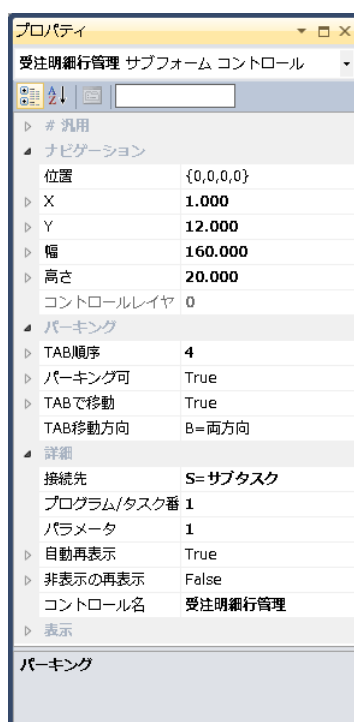 プロパティ
受注明細行管理 サブフォーム コントロール
# 汎用
ナビゲーション
位置 {0,0,0,0}
X 1.000
Y 12.000
幅 160.000
高さ 20.000
コントロールレイヤ 0
パーキング
TAB順序 4
パーキング可 True
TABで移動 True
TAB移動方向 B=両方向
詳細
接続先 S=サブタスク
プログラム/タスク番 1
パラメータ 1
自動再表示 True
非表示の再表示 False
コントロール名 受注明細行管理
表示
パーキング